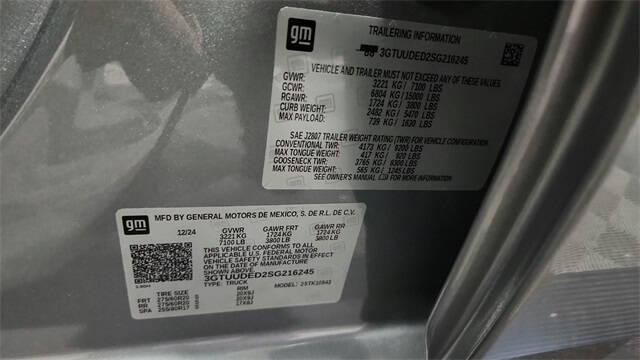 gm
TRAILERING INFORMATION
3GTUUDED2SG216245
VEHICLE AND TRAILER MUST NOT EXCEED ANY OF THESE VALUES
GVWR: 3221 KG / 7100 LBS
GCWR: 6804 KG / 15000 LBS
RGAWR: 1724 KG / 3800 LBS
CURB WEIGHT: 2482 KG / 5470 LBS
MAX PAYLOAD: 739 KG / 1630 LBS
SAE J2807 TRAILER WEIGHT RATING (TWR) FOR VEHICLE CONFIGURATION
CONVENTIONAL TWR: 4173 KG / 9200 LBS
MAX TONGUE WEIGHT: 417 KG / 920 LBS
GOOSENECK TWR: 3765 KG / 8300 LBS
MAX TONGUE WEIGHT: 565 KG / 1245 LBS
SEE OWNER'S MANUAL FOR MORE INFORMATION
gm
MFD BY GENERAL MOTORS DE MEXICO, S. DE R.L. DE C.V.
12/24 GVWR GAWR FRT GAWR RR
3221 KG 1724 KG 1724 KG
7100 LB 3800 LB 3800 LB
THIS VEHICLE CONFORMS TO ALL
APPLICABLE U.S. FEDERAL MOTOR
VEHICLE SAFETY STANDARDS IN EFFECT
ON THE DATE OF MANUFACTURE
SHOWN ABOVE
3GTUUDED2SG216245
TYPE: TRUCK MODEL:
TIRE SIZE RIM
FRT 275/60R20 20X9J
RR 275/60R20 20X9J
SPA 255/80R17 17X8J